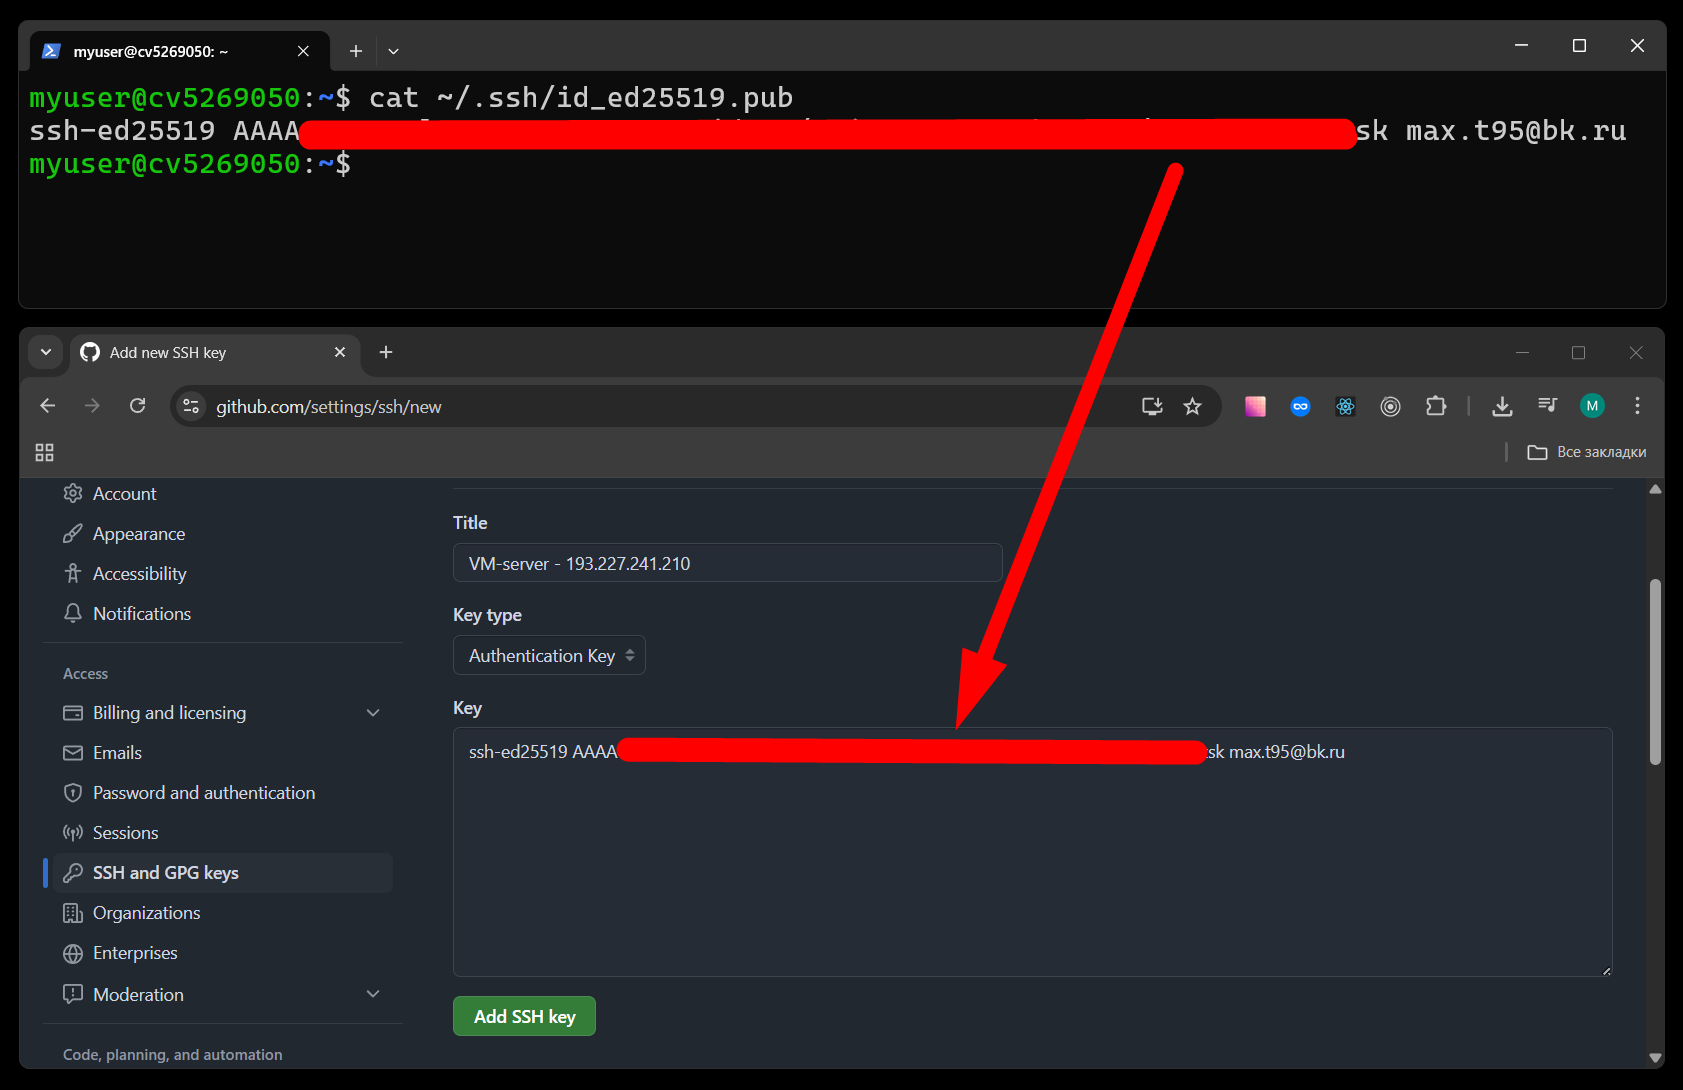 myuser@cv5269050: ~
myuser@cv5269050:~$ cat ~/.ssh/id_ed25519.pub
ssh-ed25519 AAAA sk max.t95@bk.ru
myuser@cv5269050:~$
Add new SSH key
github.com/settings/ssh/new
M
Все закладки
Account
Appearance
Accessibility
Notifications
Access
Billing and licensing
Emails
Password and authentication
Sessions
SSH and GPG keys
Organizations
Enterprises
Moderation
Code, planning, and automation
Title
VM-server - 193.227.241.210
Key type
Authentication Key
Key
ssh-ed25519 AAAA sk max.t95@bk.ru
Add SSH key